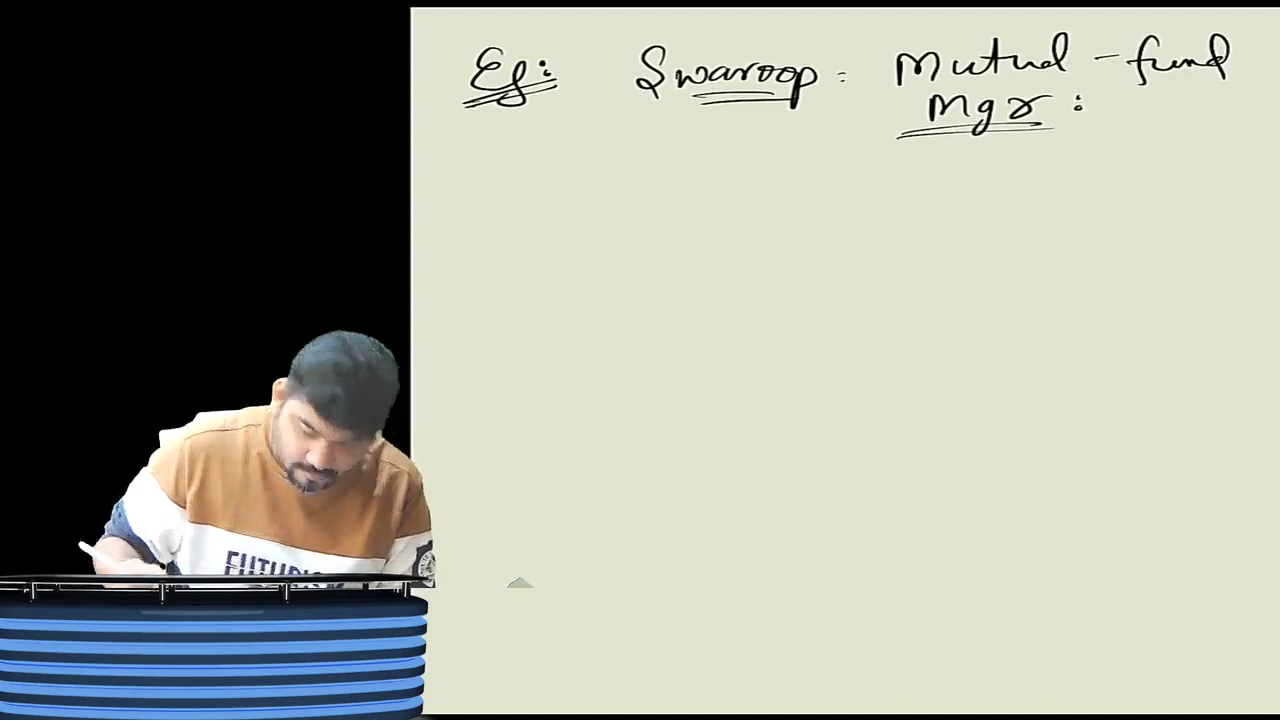 Eg: Swaroop = Mutual - fund
Mgr :